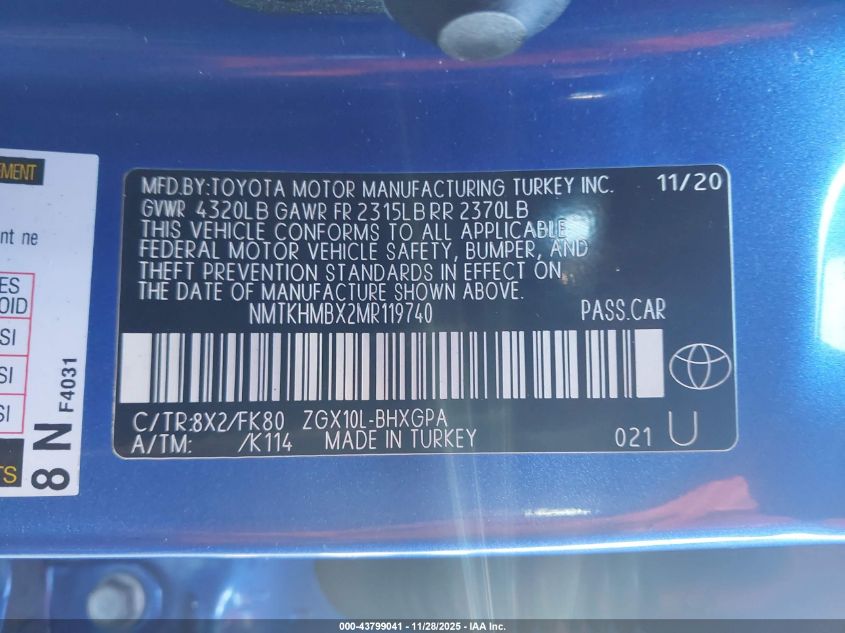 MFD.BY:TOYOTA MOTOR MANUFACTURING TURKEY INC. 11/20
GVWR 4320LB GAWR FR 2315LB RR 2370LB
THIS VEHICLE CONFORMS TO ALL APPLICABLE
FEDERAL MOTOR VEHICLE SAFETY, BUMPER, AND
THEFT PREVENTION STANDARDS IN EFFECT ON
THE DATE OF MANUFACTURE SHOWN ABOVE.
NMTKHMBX2MR119740 PASS.CAR
C/TR:8X2/FK80 ZGX10L-BHXGPA
A/TM: /K114 MADE IN TURKEY 021 U
EMENT
nt ne
ES
OID
SI
SI
SI
TS
8 N F4031
000-43799041 - 11/28/2025 - IAA Inc.